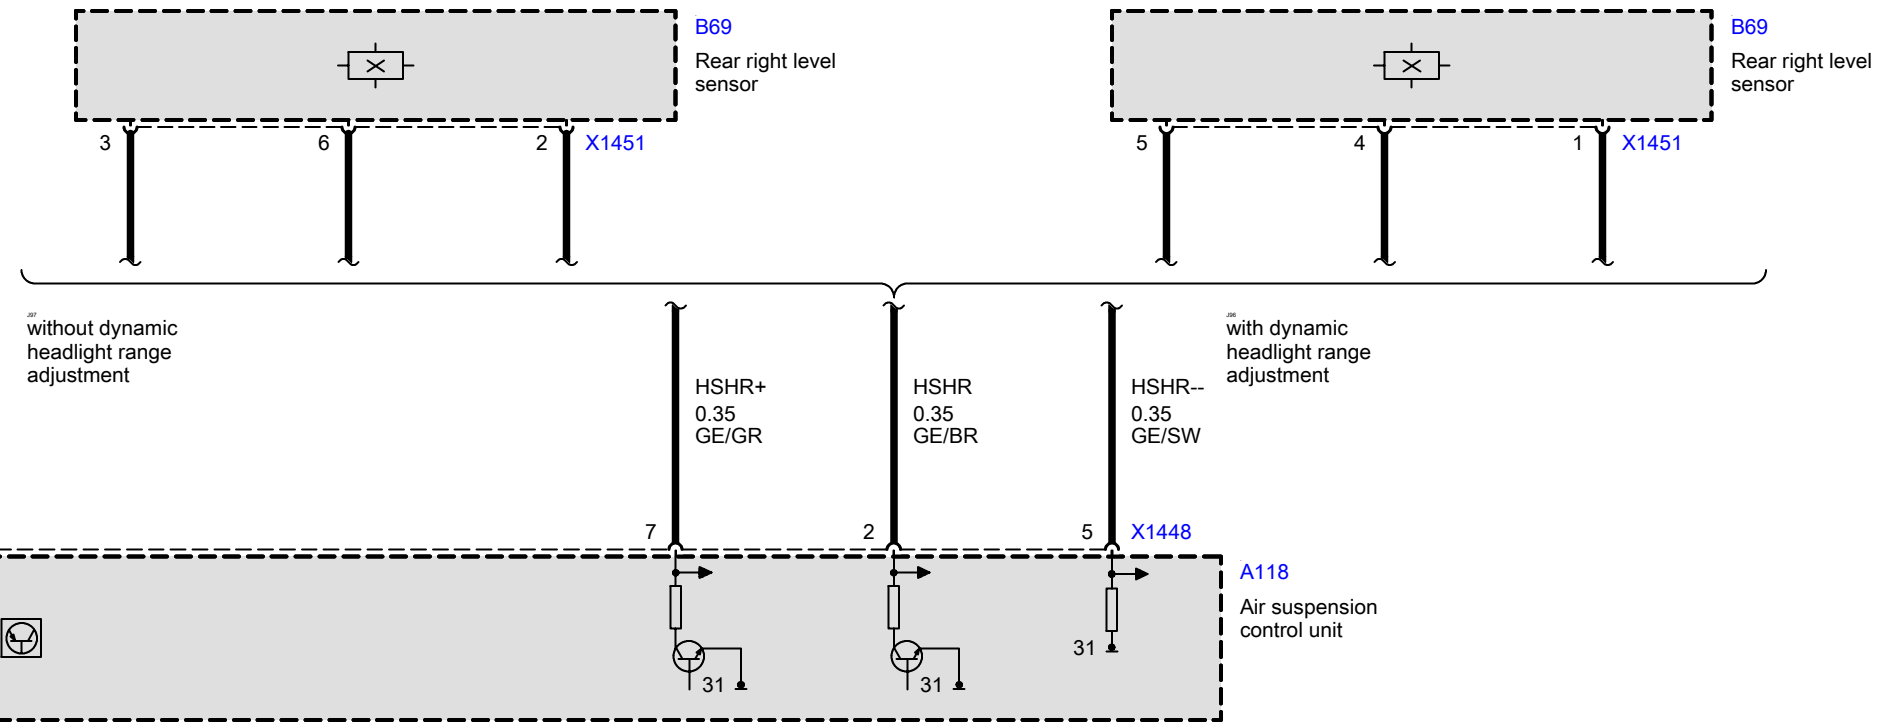 B69
Rear right level
sensor
B69
Rear right level
sensor
3
6
2
X1451
5
4
1
X1451
J97
without dynamic
headlight range
adjustment
J96
with dynamic
headlight range
adjustment
HSHR+
0.35
GE/GR
HSHR
0.35
GE/BR
HSHR--
0.35
GE/SW
7
2
5
X1448
A118
Air suspension
control unit
31
31
31